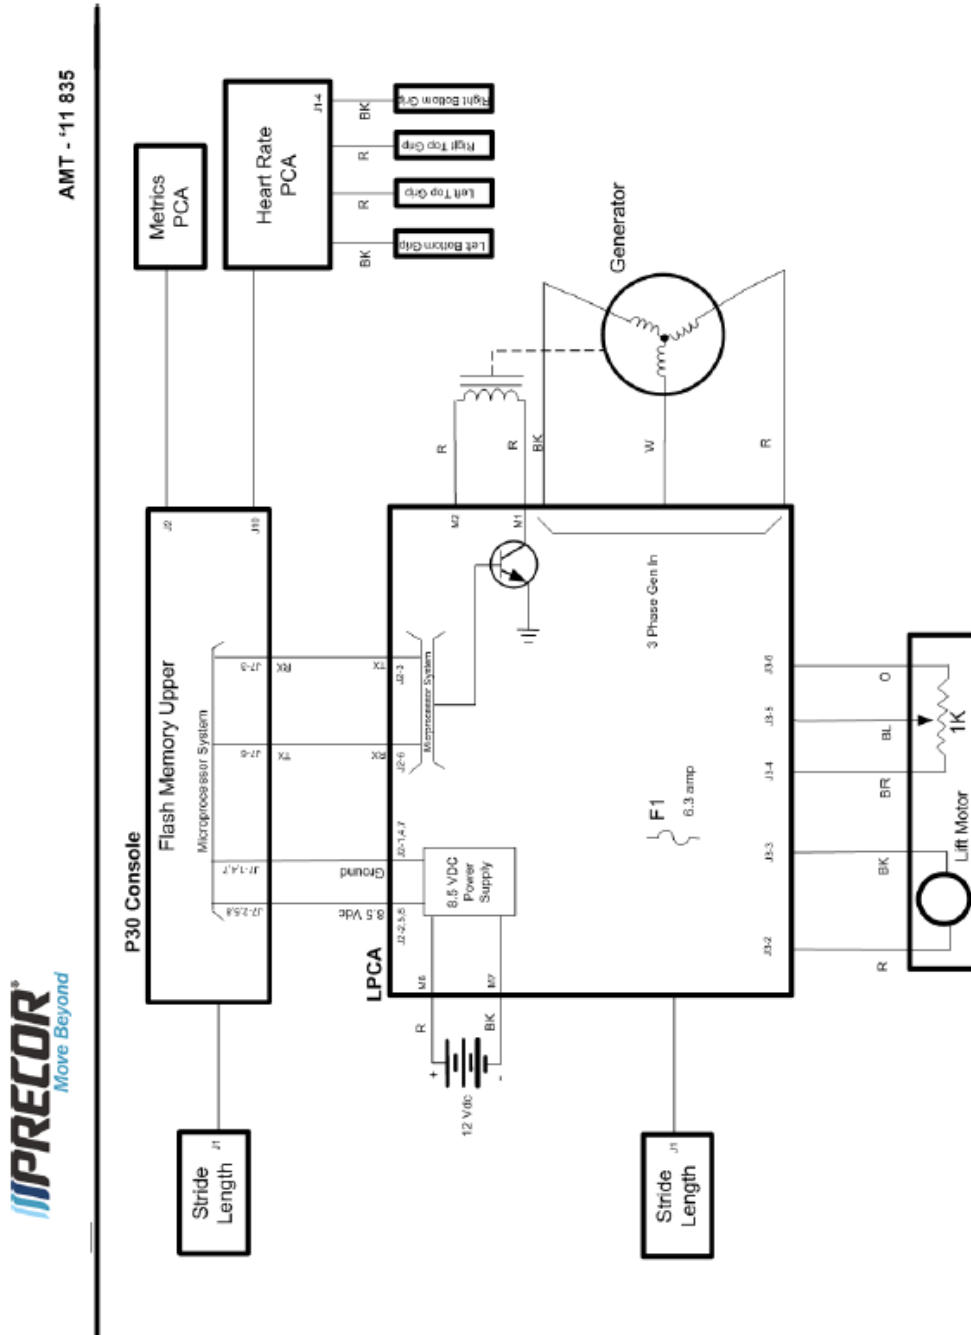 PRECOR®
Move Beyond
AMT - '11 835
Metrics
PCA
Heart Rate
PCA
J1-4
BK
R
R
BK
Right Bottom Grip
Rigit Top Grip
Left Top Grip
Left Bottom Grip
P30 Console
Flash Memory Upper
Microprocessor System
J2
J10
J7-3
J7-6
J7-1,4,7
J7-2,5,8
RX
TX
Ground
8.5 Vdc
TX
RX
J2-3
J2-6
J2-1,4,7
J2-2,5,8
Stride
Length
J1
LPCA
Microprocessor System
8.5 VDC
Power
Supply
M6
M7
R
BK
+
-
12 Vdc
M2
M1
R
R
BK
W
R
Generator
3 Phase Gen In
F1
6.3 amp
J3-2
J3-3
J3-4
J3-5
J3-6
R
BK
BR
BL
O
Lift Motor
1K
Stride
Length
J1